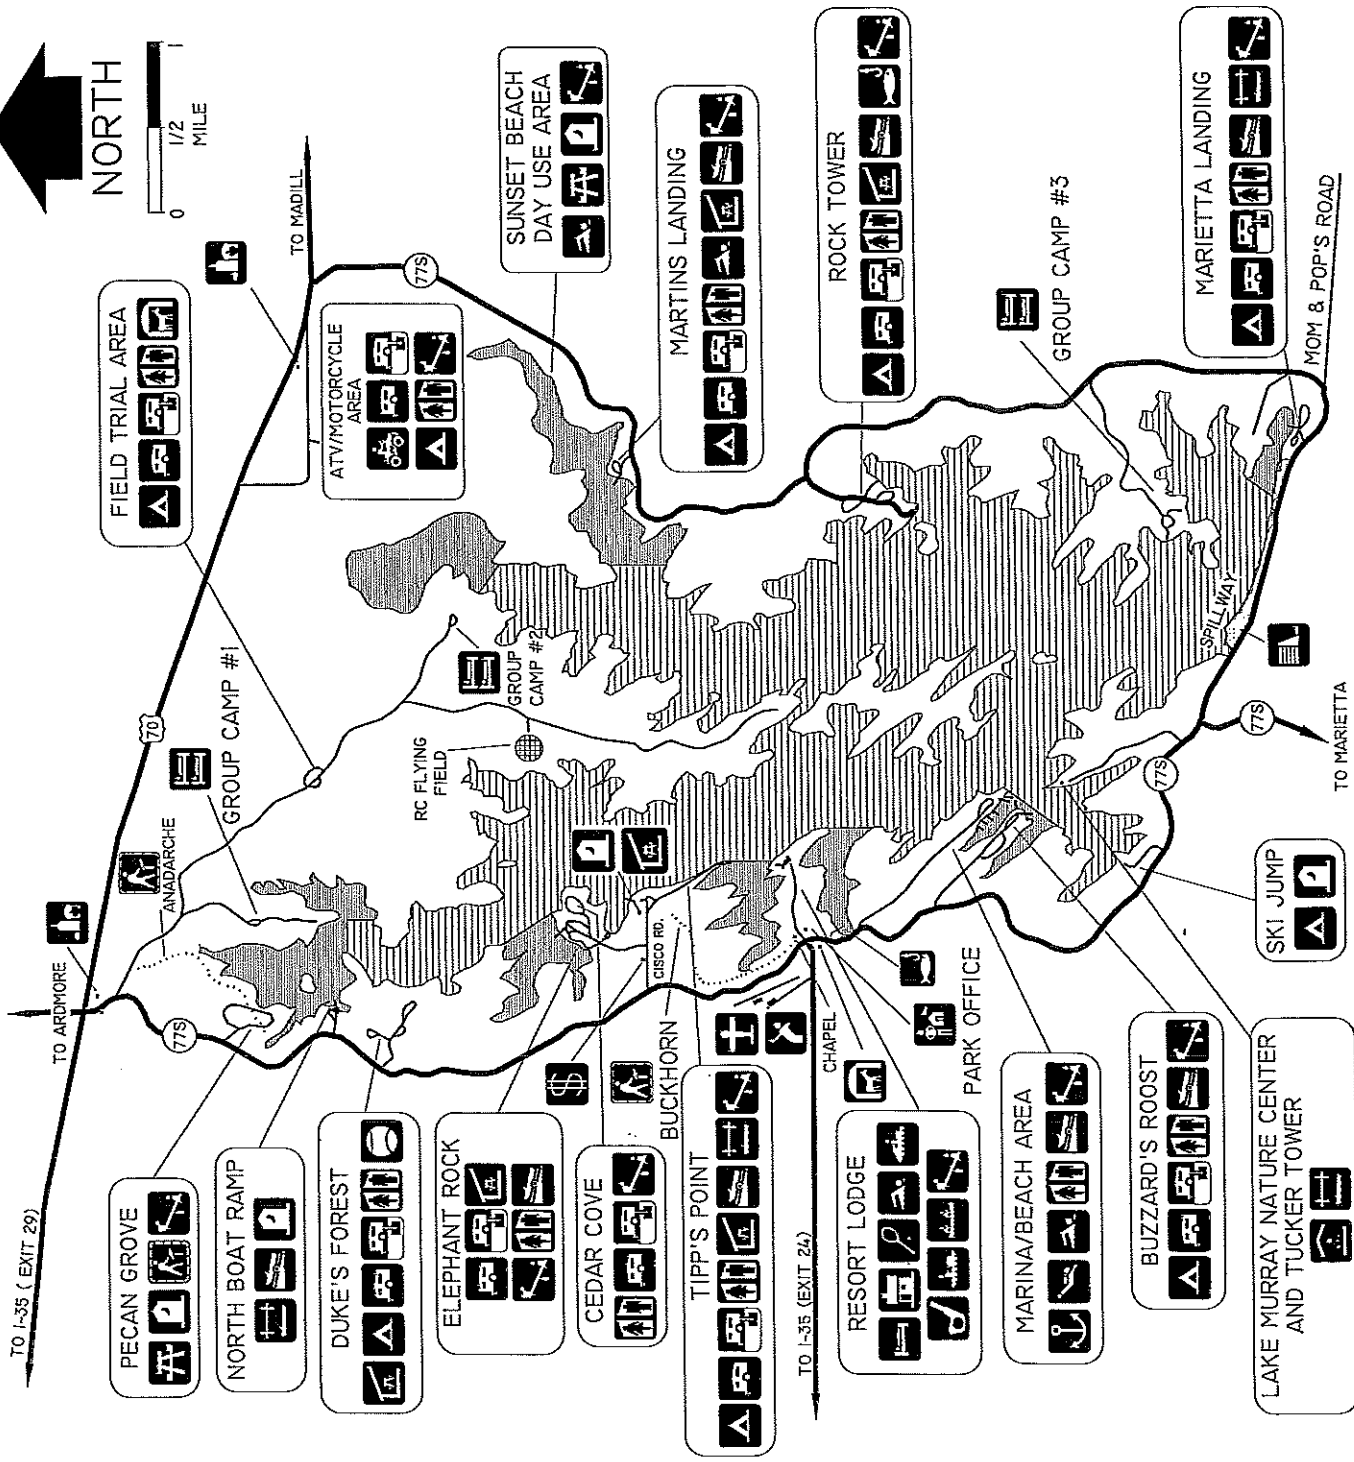 NORTH
0 1/2 1
MILE
TO MADILL
77S
SUNSET BEACH
DAY USE AREA
MARTINS LANDING
ROCK TOWER
GROUP CAMP #3
MARIETTA LANDING
MOM & POP'S ROAD
FIELD TRIAL AREA
ATV/MOTORCYCLE
AREA
70
GROUP CAMP #1
ANADARCHE
TO ARDMORE
77S
TO I-35 ( EXIT 29)
GROUP
CAMP #2
RC FLYING
FIELD
SPILLWAY
77S
TO MARIETTA
77S
SKI JUMP
CISCO RD.
BUCKHORN
$
CHAPEL
PARK OFFICE
PECAN GROVE
NORTH BOAT RAMP
DUKE'S FOREST
ELEPHANT ROCK
CEDAR COVE
TIPP'S POINT
TO I-35 (EXIT 24)
RESORT LODGE
MARINA/BEACH AREA
BUZZARD'S ROOST
LAKE MURRAY NATURE CENTER
AND TUCKER TOWER